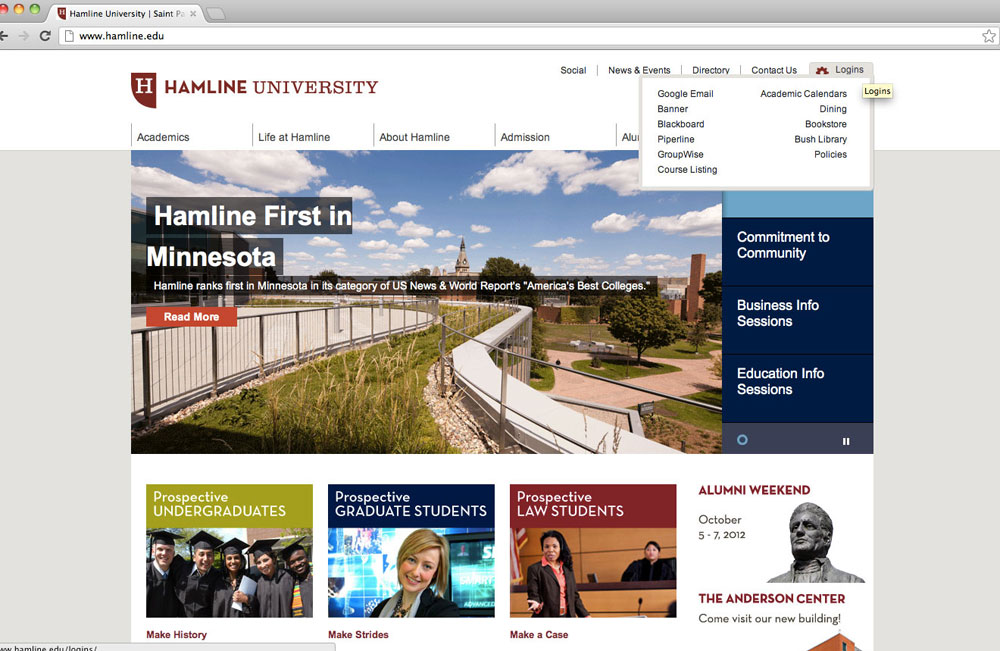 Hamline University | Saint Pa
www.hamline.edu
Social
News & Events
Directory
Contact Us
Logins
H HAMLINE UNIVERSITY
Google Email
Academic Calendars
Logins
Banner
Dining
Blackboard
Bookstore
Piperline
Bush Library
GroupWise
Policies
Course Listing
Academics
Life at Hamline
About Hamline
Admission
Alu
Hamline First in
Minnesota
Hamline ranks first in Minnesota in its category of US News & World Report's "America's Best Colleges."
Read More
Commitment to
Community
Business Info
Sessions
Education Info
Sessions
Prospective
UNDERGRADUATES
Make History
Prospective
GRADUATE STUDENTS
Make Strides
Prospective
LAW STUDENTS
Make a Case
ALUMNI WEEKEND
October
5 - 7, 2012
THE ANDERSON CENTER
Come visit our new building!
ww.hamline.edu/logins/